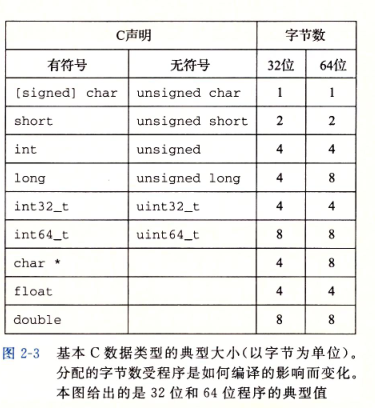 C声明 字节数
有符号 无符号 32位 64位
[signed] char unsigned char 1 1
short unsigned short 2 2
int unsigned 4 4
long unsigned long 4 8
int32_t uint32_t 4 4
int64_t uint64_t 8 8
char * 4 8
float 4 4
double 8 8
图 2-3 基本 C 数据类型的典型大小(以字节为单位)。
分配的字节数受程序是如何编译的影响而变化。
本图给出的是 32 位和 64 位程序的典型值